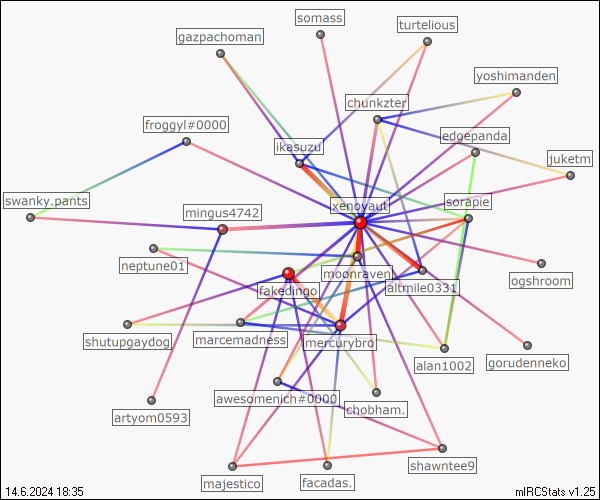 somass
turtelious
gazpachoman
yoshimanden
chunkzter
froggyl#0000
edgepanda
ikasuzu
juketm
swanky.pants
xenoyaut
sorapie
mingus4742
neptune01
moonraven
ogshroom
fakedingo
altmile0331
shutupgaydog
marcemadness
mercurybro
gorudenneko
alan1002
awesomenich#0000
chobham.
artyom0593
shawntee9
majestico
facadas.
14.6.2024 18:35
mIRCStats v1.25